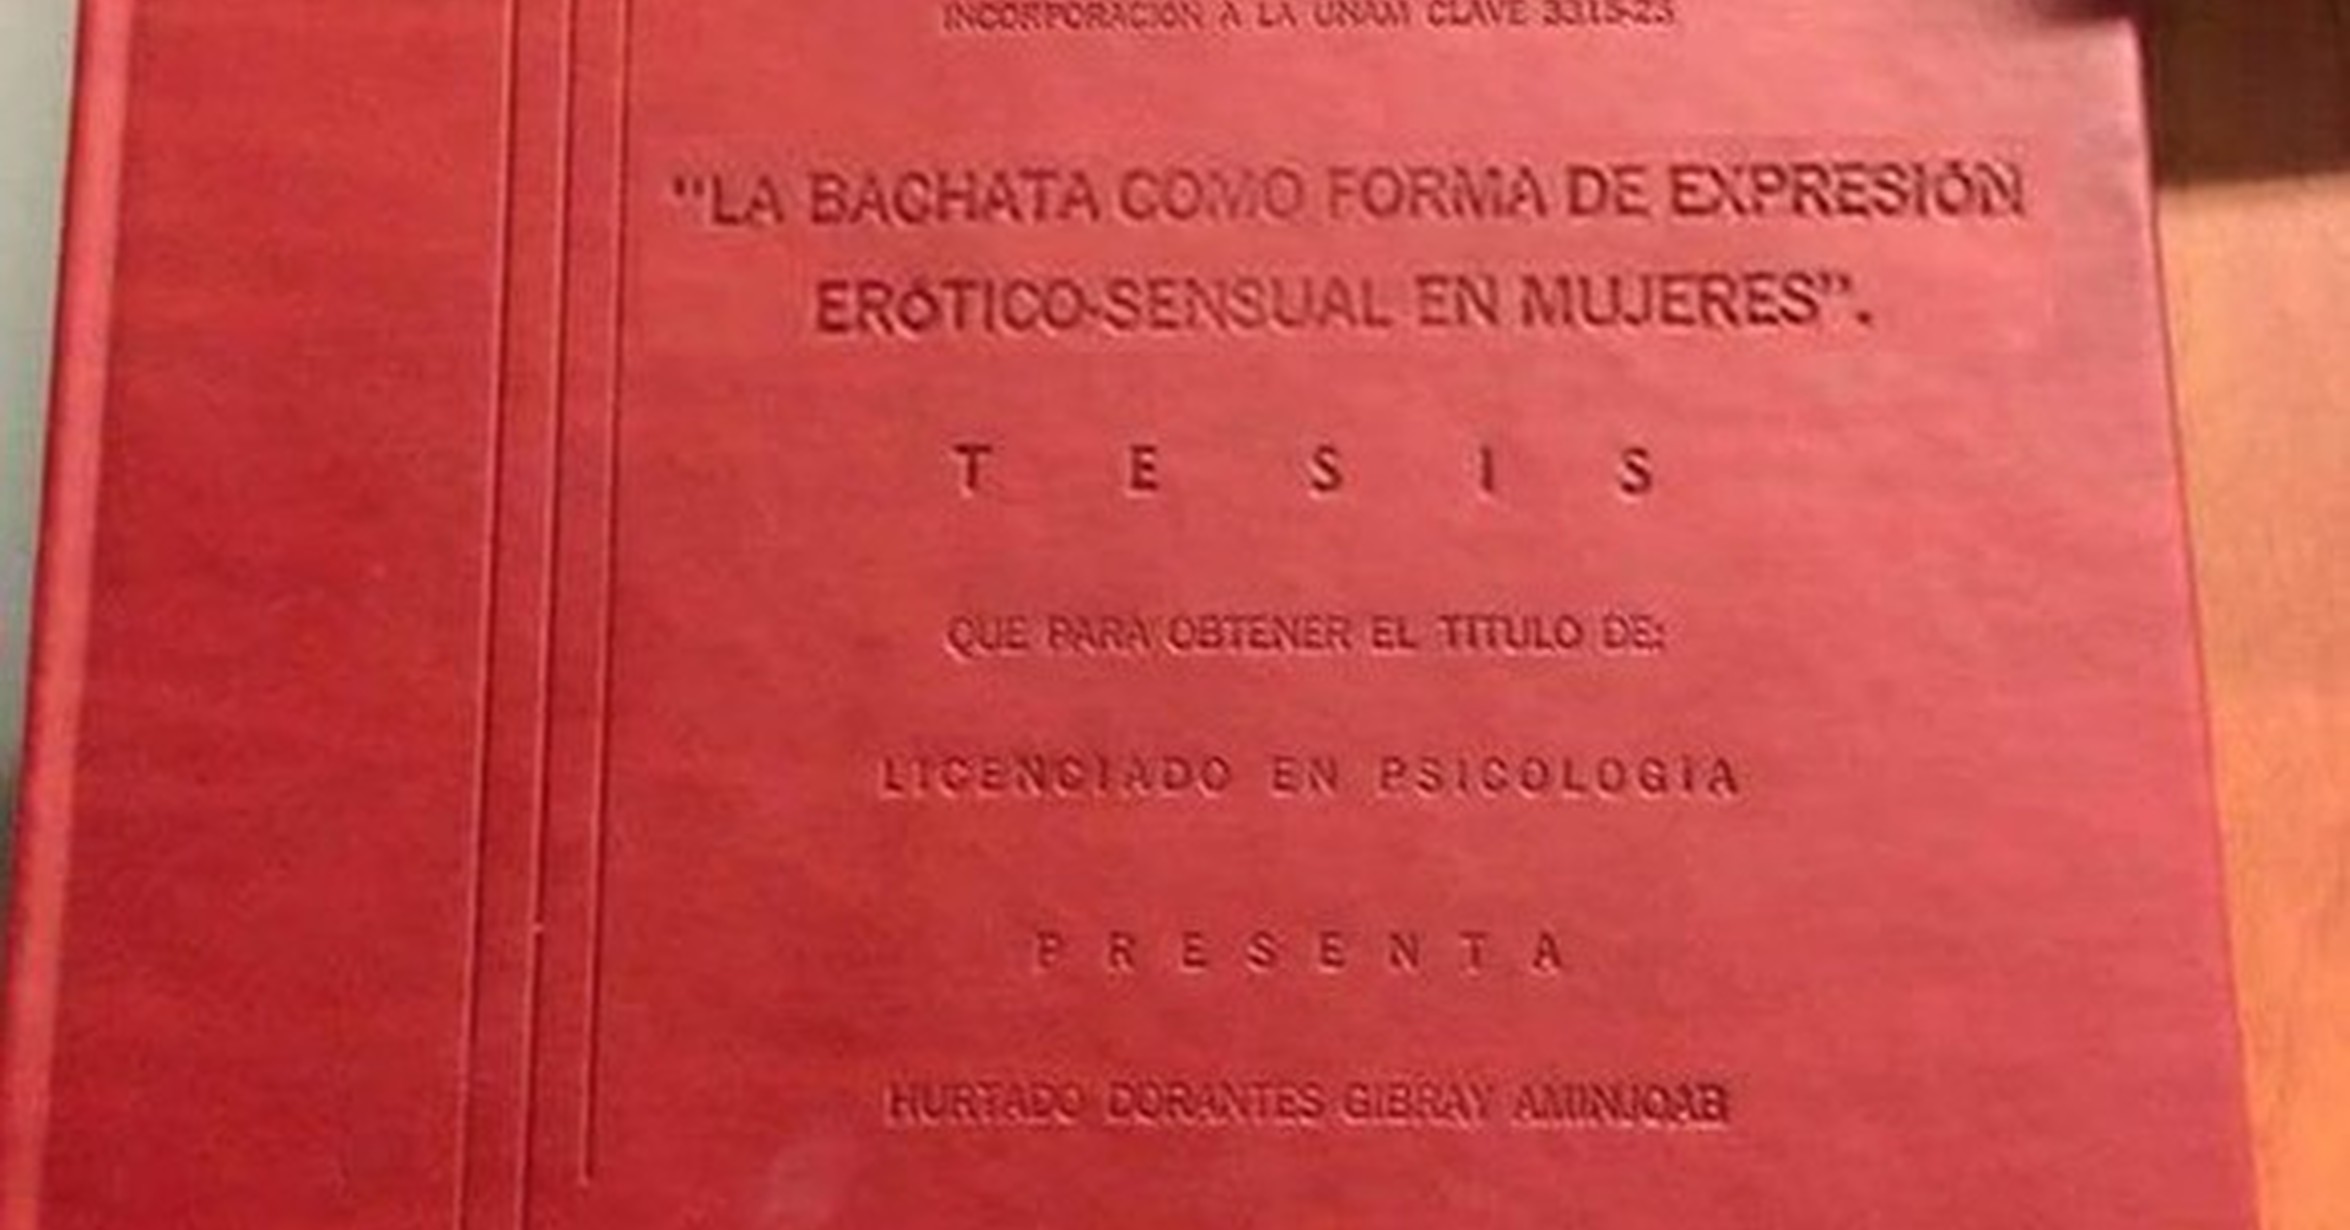 INCORPORACIÓN A LA UNAM CLAVE 3315-23
"LA BACHATA COMO FORMA DE EXPRESIÓN
ERÓTICO-SENSUAL EN MUJERES".
T E S I S
QUE PARA OBTENER EL TITULO DE:
LICENCIADO EN PSICOLOGIA
P R E S E N T A
HURTADO DORANTES GIBRAY AMINJOAB